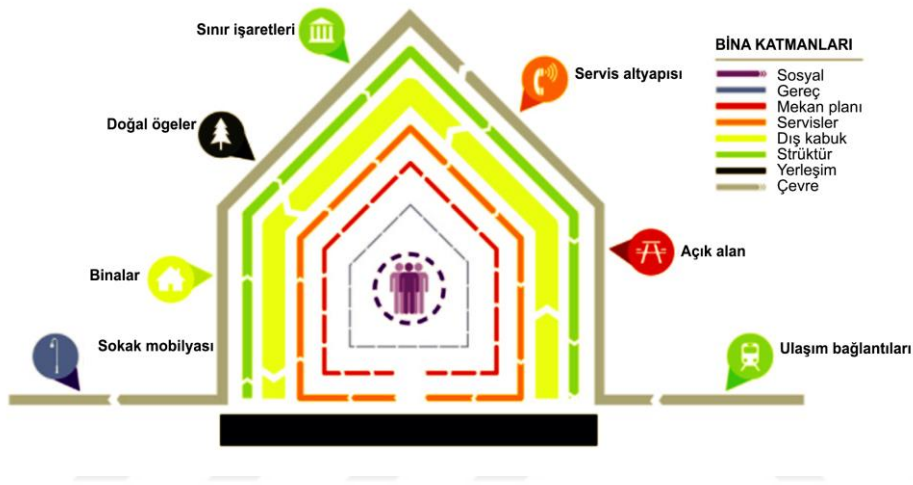 Sınır işaretleri
Servis altyapısı
Doğal ögeler
Binalar
Açık alan
Sokak mobilyası
Ulaşım bağlantıları
BİNA KATMANLARI
Sosyal
Gereç
Mekan planı
Servisler
Dış kabuk
Strüktür
Yerleşim
Çevre